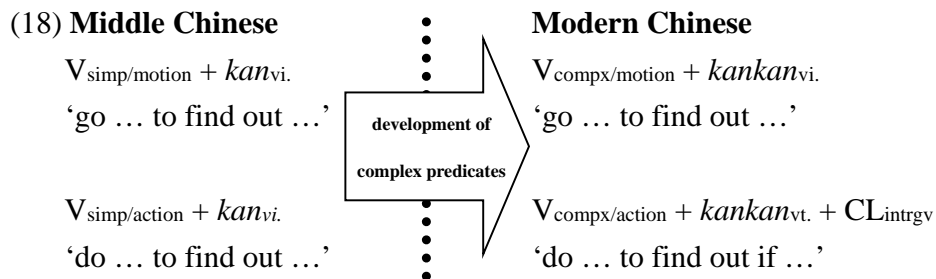 (18) Middle Chinese Modern Chinese
Vsimp/motion + kanvi. Vcompx/motion + kankanvi.
‘go … to find out …’ ‘go … to find out …’
development of
complex predicates
Vsimp/action + kanvi. Vcompx/action + kankanvt. + CLintrgv
‘do … to find out …’ ‘do … to find out if …’